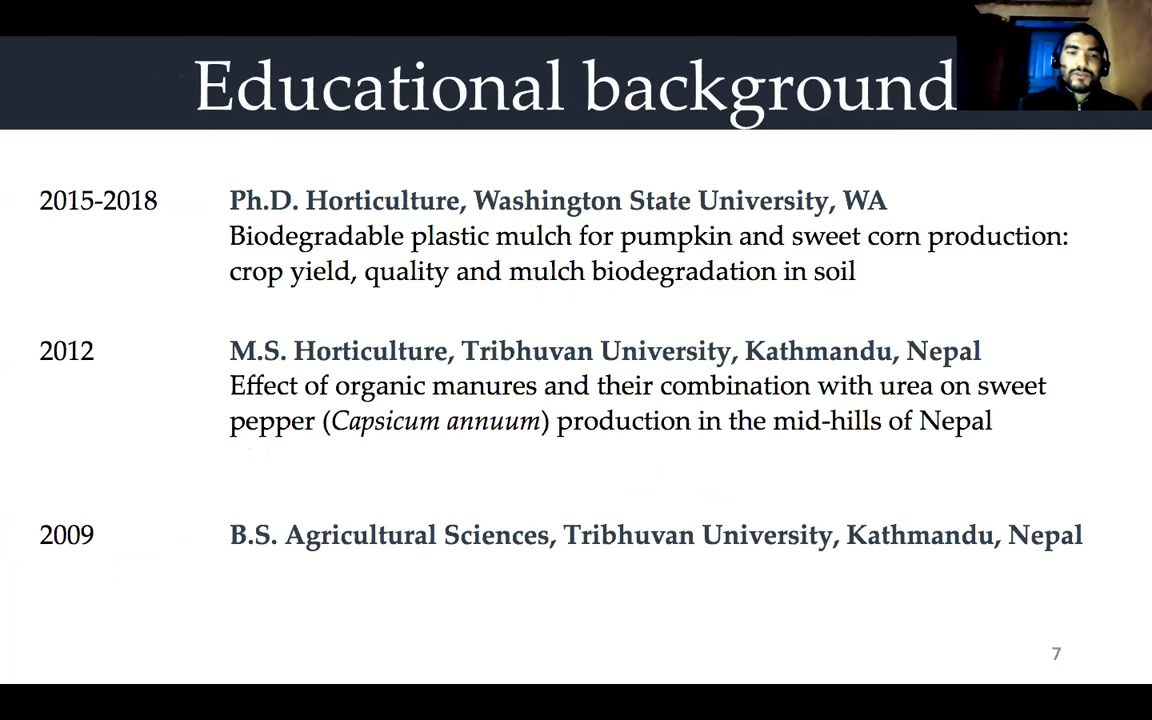 Educational background
2015-2018 Ph.D. Horticulture, Washington State University, WA
Biodegradable plastic mulch for pumpkin and sweet corn production:
crop yield, quality and mulch biodegradation in soil
2012 M.S. Horticulture, Tribhuvan University, Kathmandu, Nepal
Effect of organic manures and their combination with urea on sweet
pepper (Capsicum annuum) production in the mid-hills of Nepal
2009 B.S. Agricultural Sciences, Tribhuvan University, Kathmandu, Nepal
7